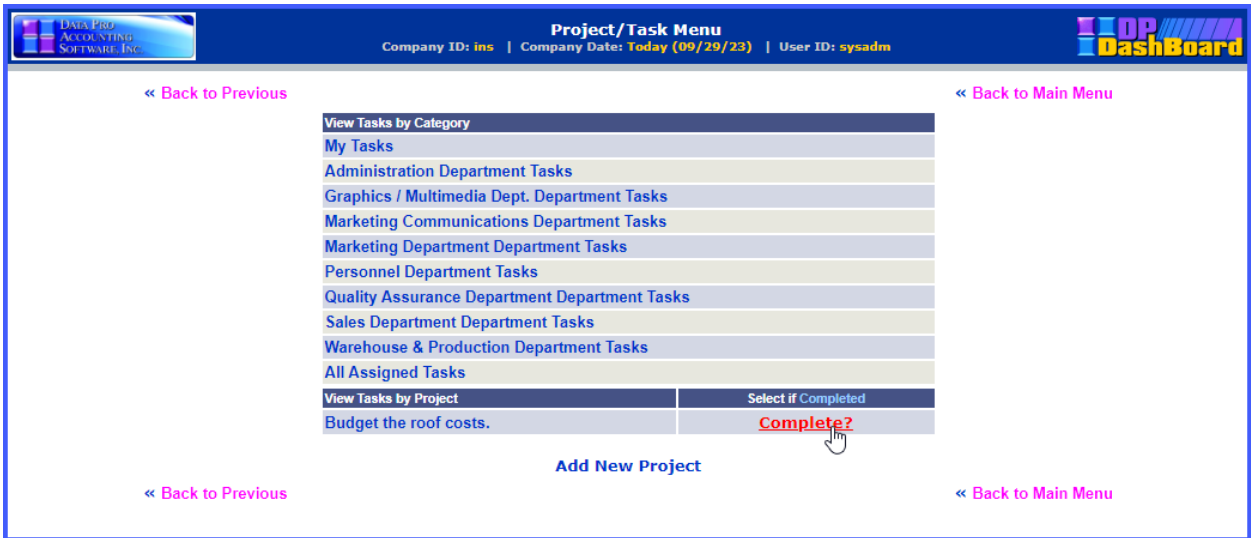 DATA PRO
ACCOUNTING
SOFTWARE, INC.
Project/Task Menu
Company ID: ins | Company Date: Today (09/29/23) | User ID: sysadm
DP
DashBoard
« Back to Previous
« Back to Main Menu
View Tasks by Category
My Tasks
Administration Department Tasks
Graphics / Multimedia Dept. Department Tasks
Marketing Communications Department Tasks
Marketing Department Department Tasks
Personnel Department Tasks
Quality Assurance Department Department Tasks
Sales Department Department Tasks
Warehouse & Production Department Tasks
All Assigned Tasks
View Tasks by Project Select if Completed
Budget the roof costs. Complete?
Add New Project
« Back to Previous
« Back to Main Menu